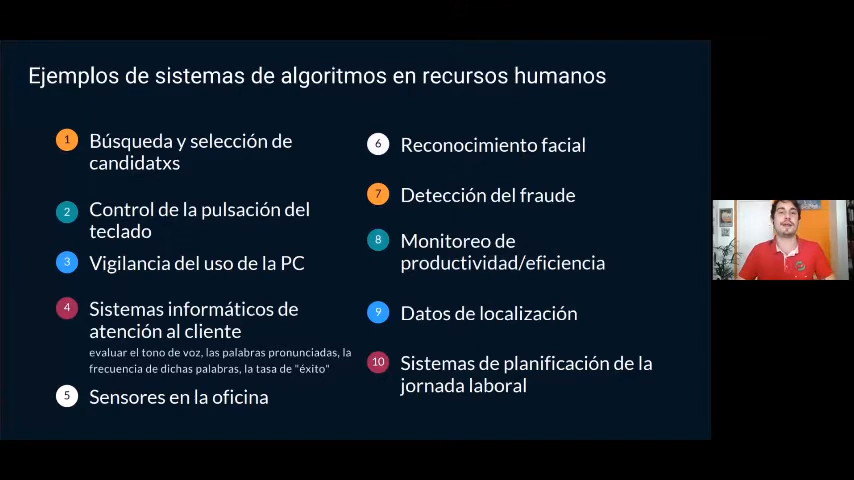 Ejemplos de sistemas de algoritmos en recursos humanos
1 Búsqueda y selección de
candidatxs
2 Control de la pulsación del
teclado
3 Vigilancia del uso de la PC
4 Sistemas informáticos de
atención al cliente
evaluar el tono de voz, las palabras pronunciadas, la
frecuencia de dichas palabras, la tasa de "éxito"
5 Sensores en la oficina
6 Reconocimiento facial
7 Detección del fraude
8 Monitoreo de
productividad/eficiencia
9 Datos de localización
10 Sistemas de planificación de la
jornada laboral